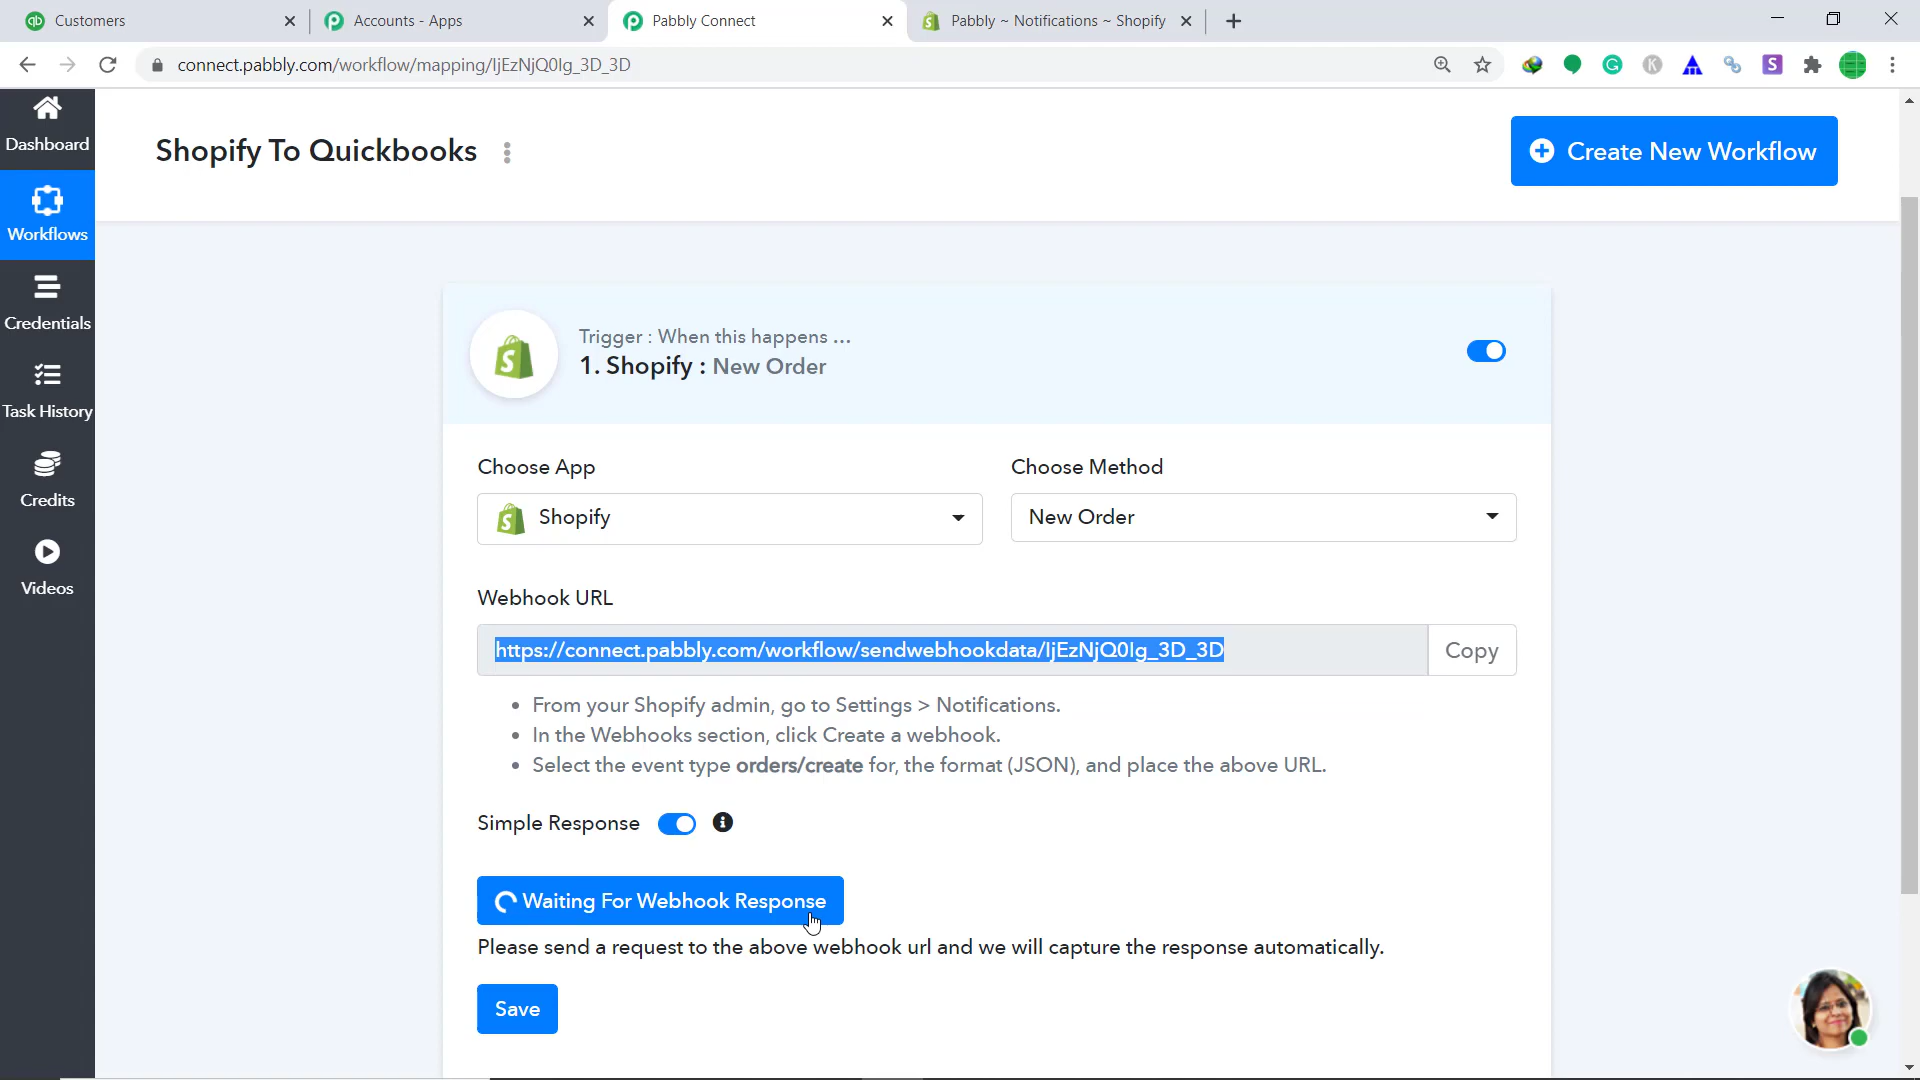 Customers
Accounts - Apps
Pabbly Connect
Pabbly ~ Notifications ~ Shopify
connect.pabbly.com/workflow/mapping/IjEzNjQ0Ig_3D_3D
Dashboard
Workflows
Credentials
Task History
Credits
Videos
Shopify To Quickbooks
Create New Workflow
Trigger : When this happens ...
1. Shopify : New Order
Choose App
Choose Method
Shopify
New Order
Webhook URL
https://connect.pabbly.com/workflow/sendwebhookdata/IjEzNjQ0Ig_3D_3D
Copy
• From your Shopify admin, go to Settings > Notifications.
• In the Webhooks section, click Create a webhook.
• Select the event type orders/create for, the format (JSON), and place the above URL.
Simple Response
Waiting For Webhook Response
Please send a request to the above webhook url and we will capture the response automatically.
Save